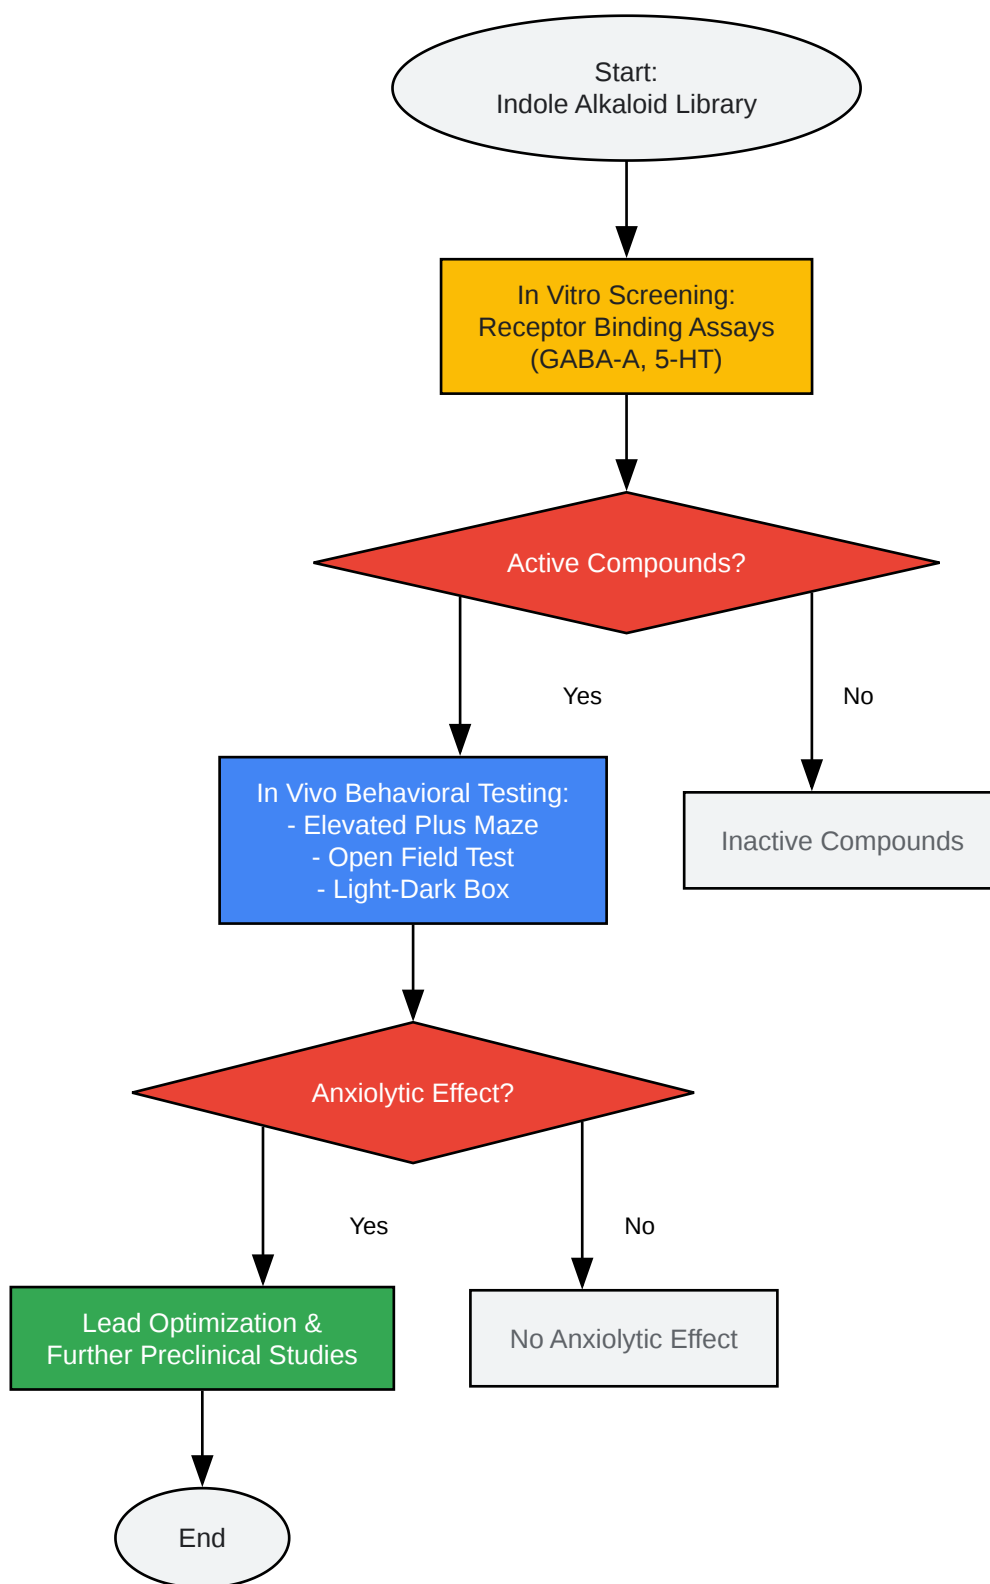 Start:
Indole Alkaloid Library
In Vitro Screening:
Receptor Binding Assays
(GABA-A, 5-HT)
Active Compounds?
Yes
No
In Vivo Behavioral Testing:
- Elevated Plus Maze
- Open Field Test
- Light-Dark Box
Inactive Compounds
Anxiolytic Effect?
Yes
No
Lead Optimization &
Further Preclinical Studies
No Anxiolytic Effect
End